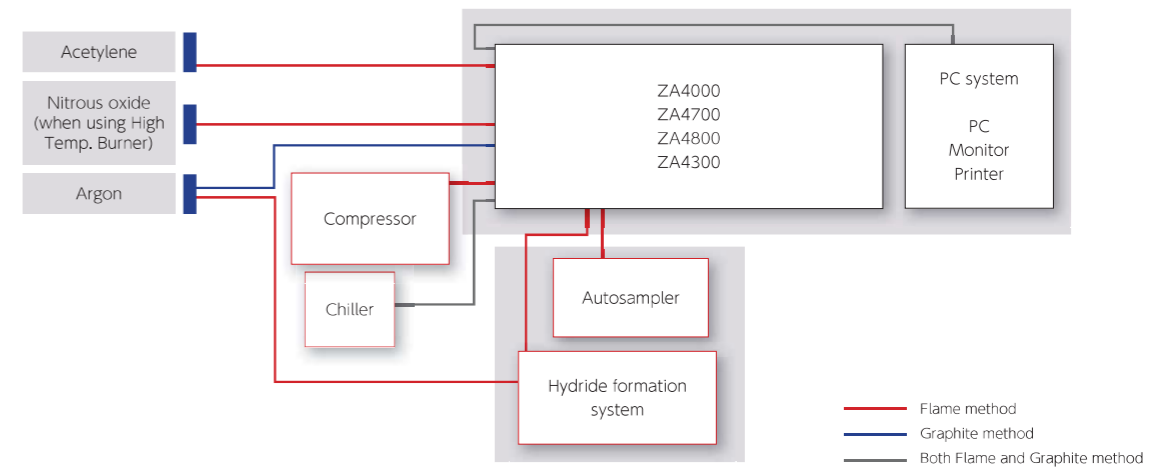 Acetylene
Nitrous oxide
(when using High
Temp. Burner)
Argon
Compressor
Chiller
ZA4000
ZA4700
ZA4800
ZA4300
PC system
PC
Monitor
Printer
Autosampler
Hydride formation
system
Flame method
Graphite method
Both Flame and Graphite method